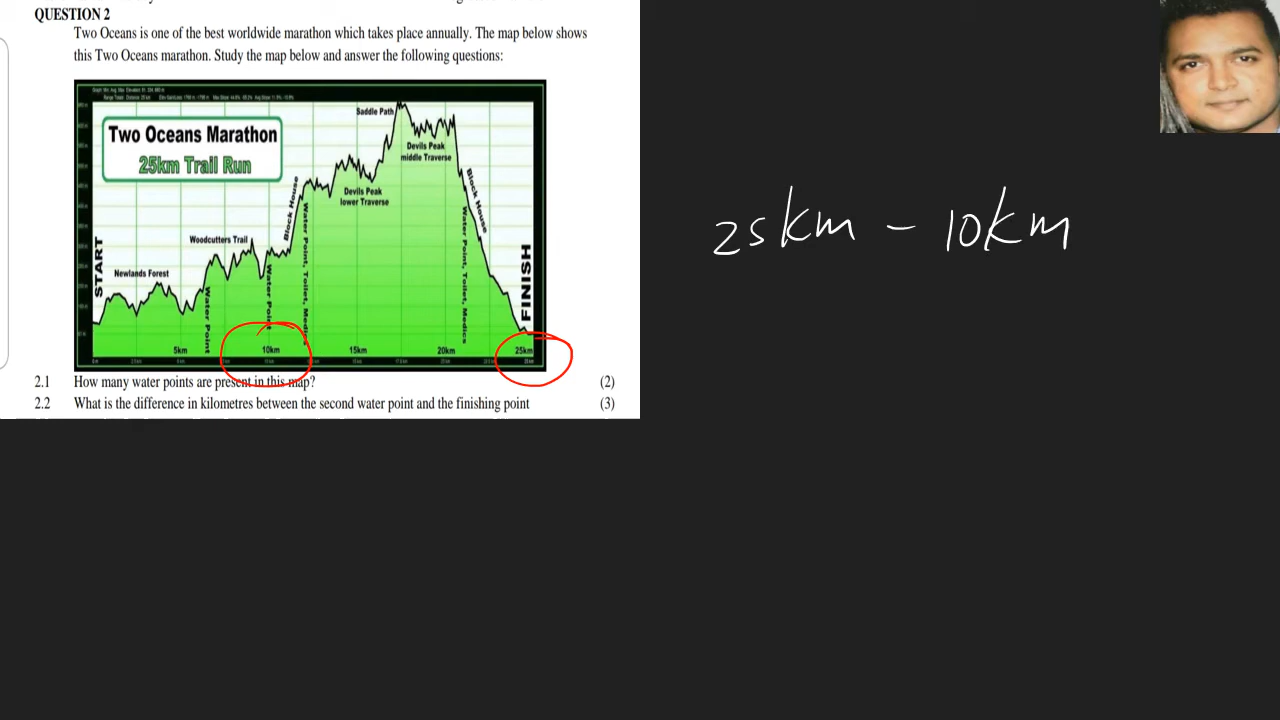 QUESTION 2
Two Oceans is one of the best worldwide marathon which takes place annually. The map below shows
this Two Oceans marathon. Study the map below and answer the following questions:
Two Oceans Marathon
25km Trail Run
Saddle Path
Devils Peak
middle Traverse
Block House
Block House
Devils Peak
lower Traverse
Woodcutters Trail
Newlands Forest
START
FINISH
Water Point
Water Point
Water Point, Toilet, Medics
Water Point, Toilet, Medics
5km
10km
15km
20km
25km
2.1 How many water points are present in this map? (2)
2.2 What is the difference in kilometres between the second water point and the finishing point (3)
25km - 10km